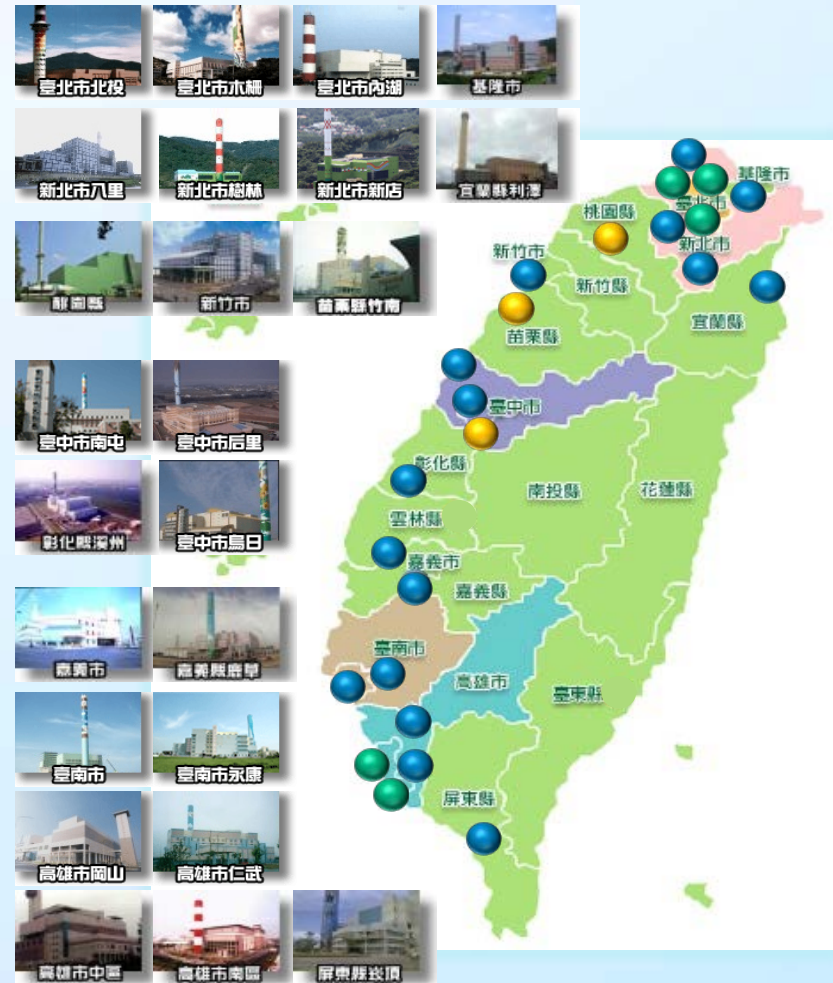 臺北市北投
臺北市木柵
臺北市內湖
基隆市
新北市八里
新北市樹林
新北市新店
宜蘭縣利澤
桃園縣
新竹市
苗栗縣竹南
臺中市南屯
臺中市后里
彰化縣溪州
臺中市烏日
嘉義市
嘉義縣鹿草
臺南市
臺南市永康
高雄市岡山
高雄市仁武
高雄市中區
高雄市南區
屏東縣崁頂
基隆市
臺北市
桃園縣
新北市
新竹市
新竹縣
宜蘭縣
苗栗縣
臺中市
彰化縣
南投縣
花蓮縣
雲林縣
嘉義市
嘉義縣
臺南市
高雄市
臺東縣
屏東縣